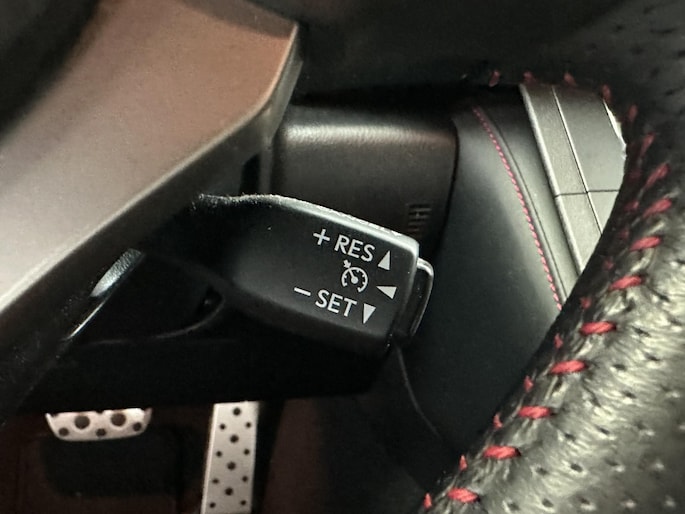 + RES ▲
◀
− SET ▼